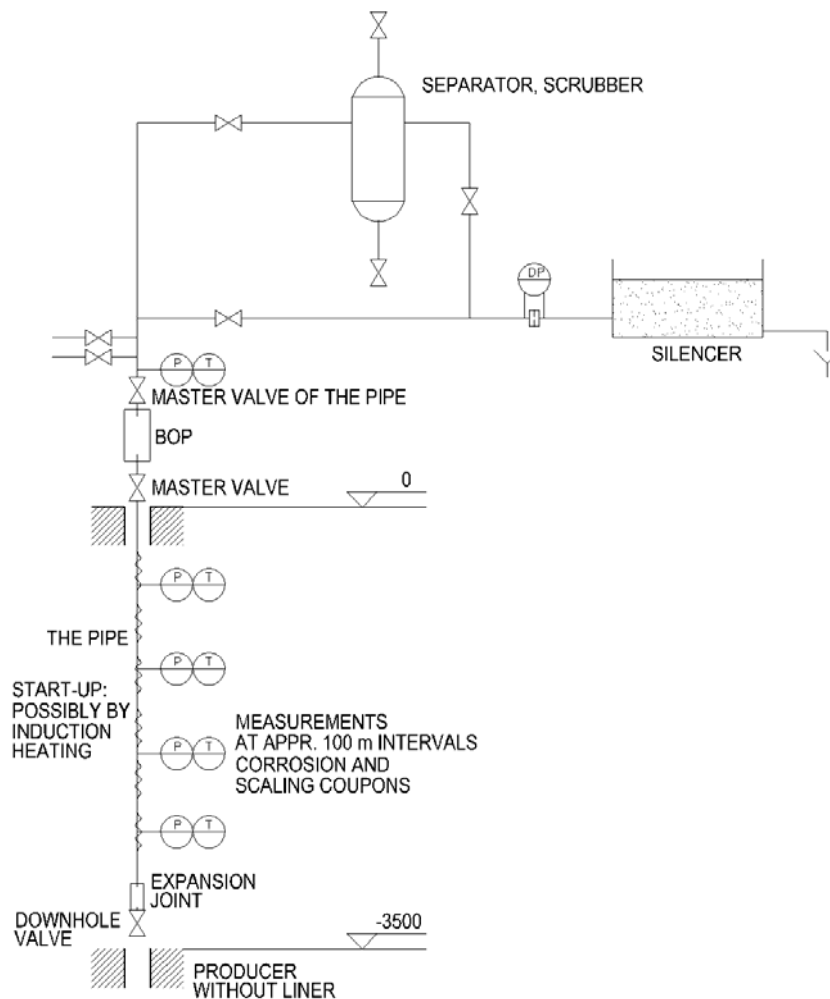 SEPARATOR, SCRUBBER
DP
SILENCER
P T
MASTER VALVE OF THE PIPE
BOP
MASTER VALVE
0
P T
THE PIPE
P T
START-UP:
POSSIBLY BY
INDUCTION
HEATING
P T
MEASUREMENTS
AT APPR. 100 m INTERVALS
CORROSION AND
SCALING COUPONS
P T
EXPANSION
JOINT
DOWNHOLE
VALVE
-3500
PRODUCER
WITHOUT LINER